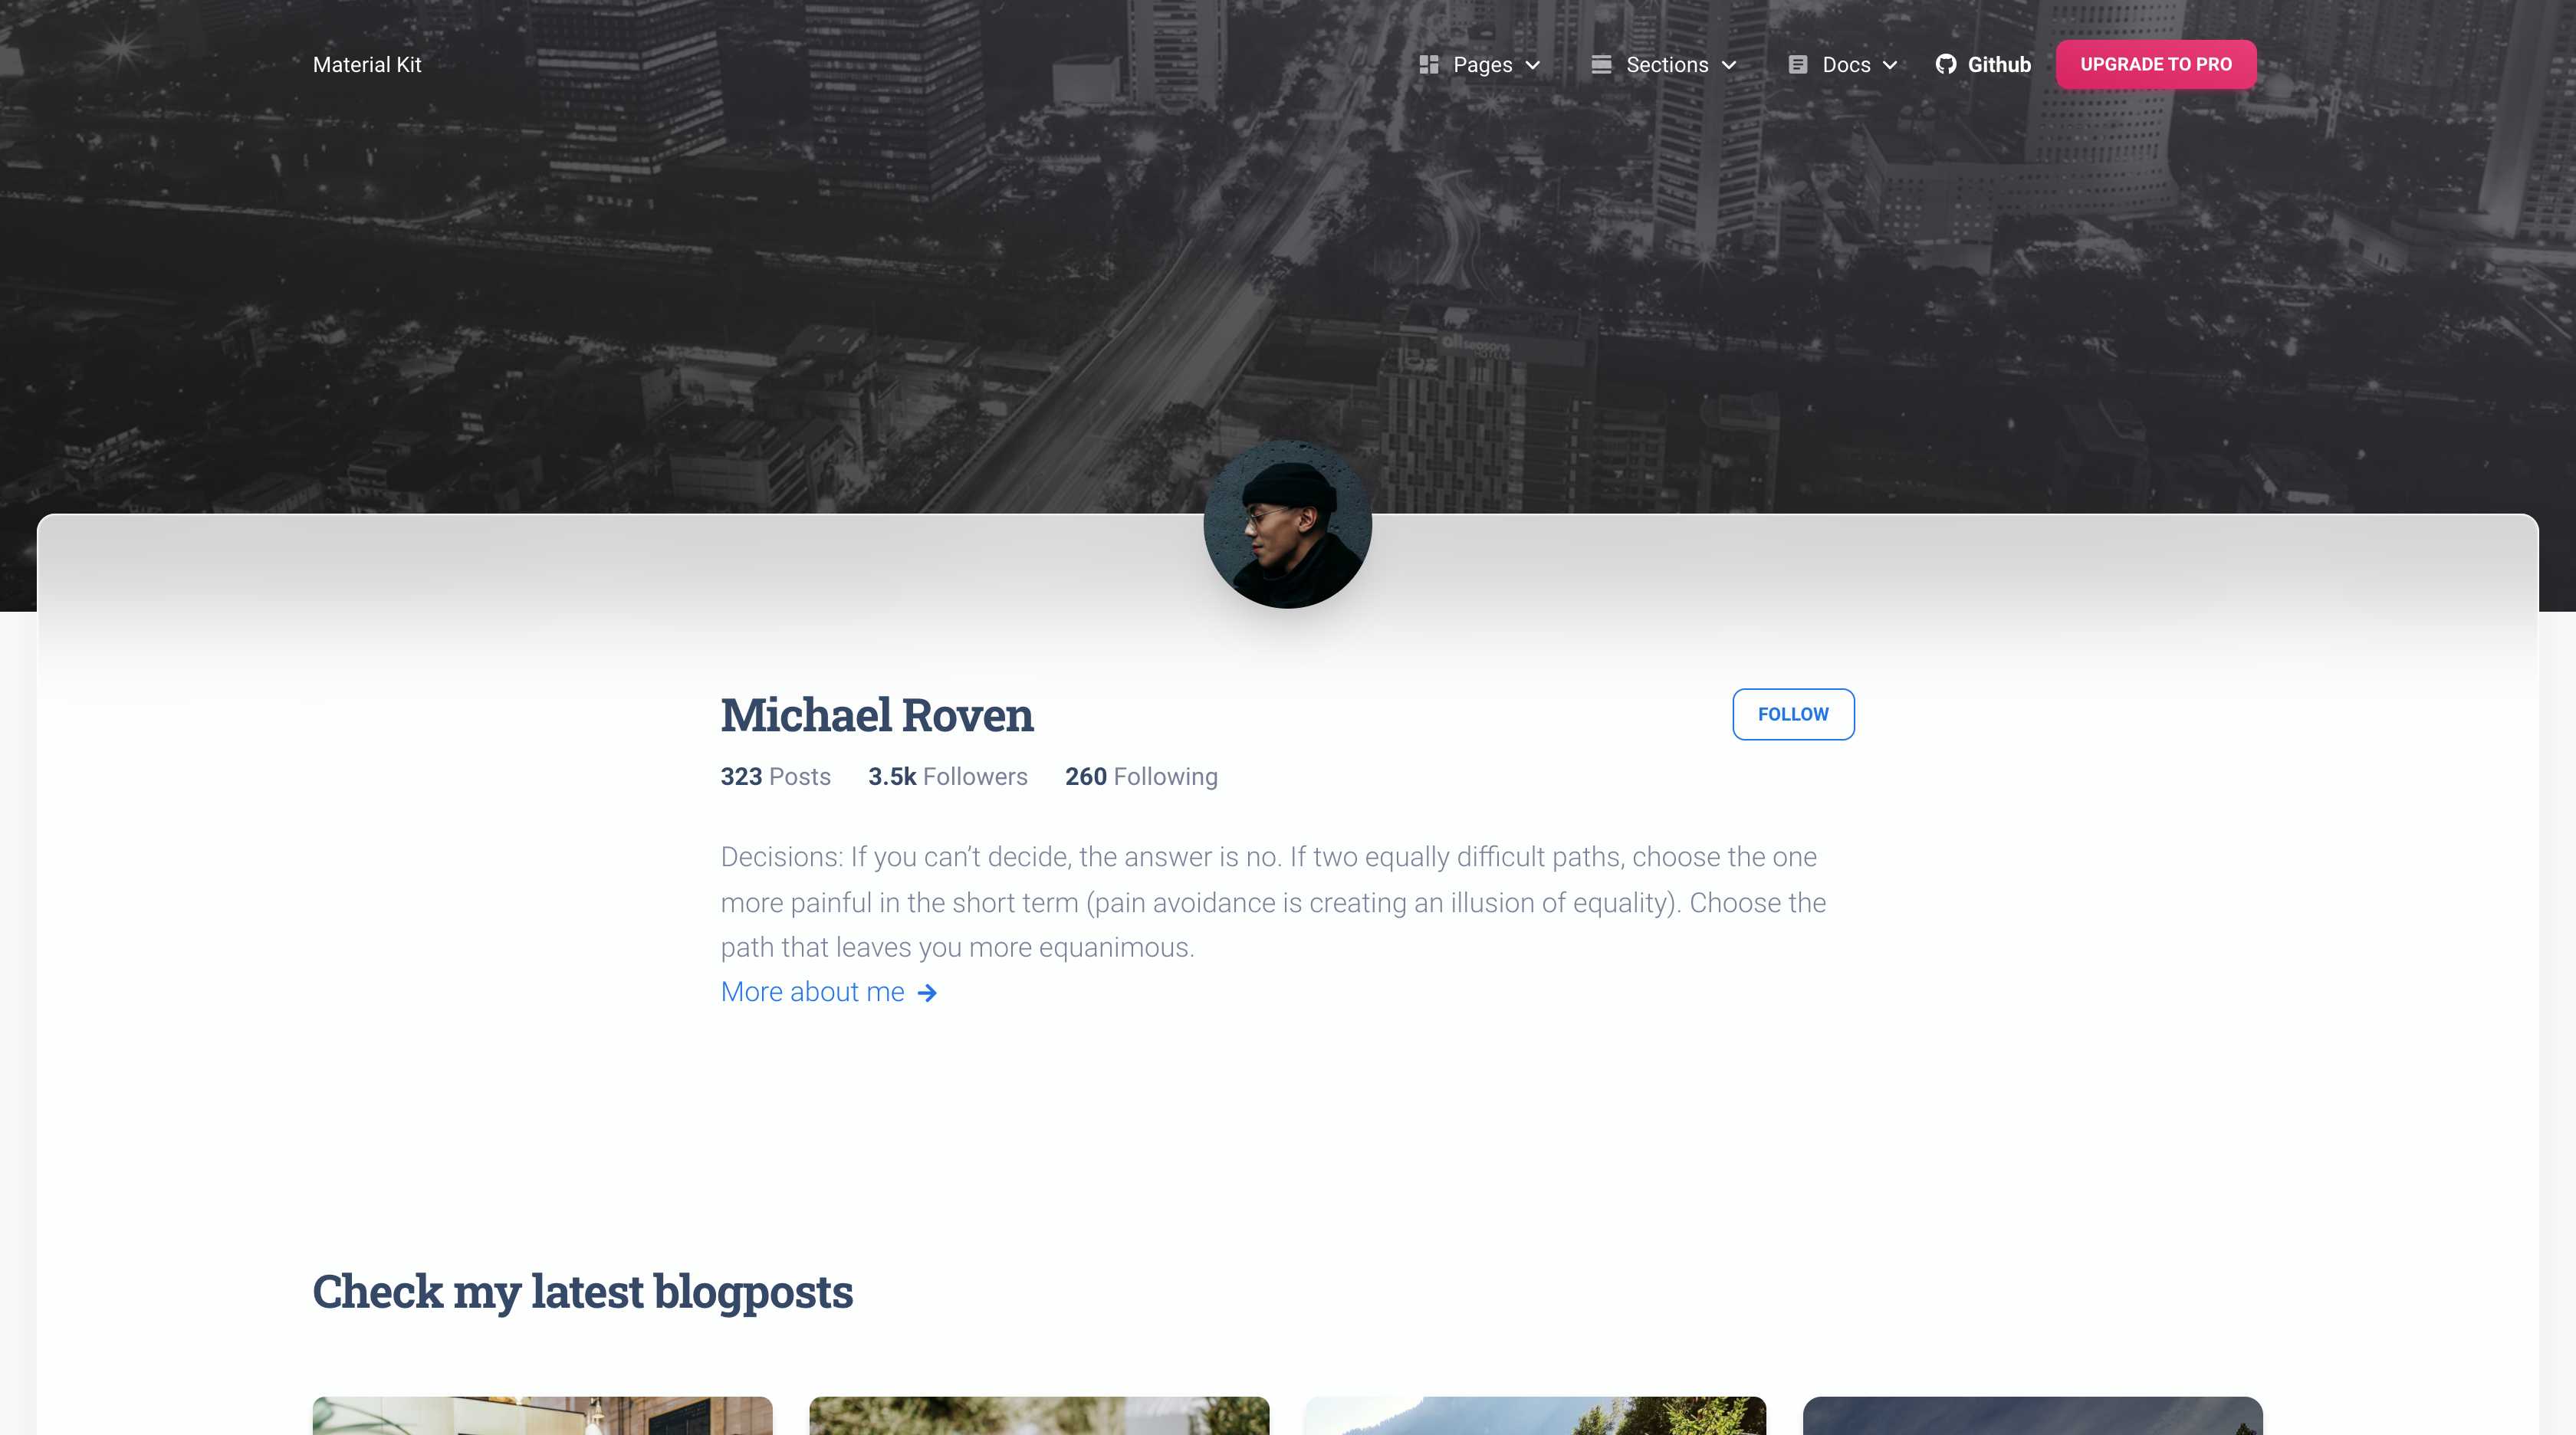 Material Kit
Pages
Sections
Docs
Github
UPGRADE TO PRO
all seasons
HOTELS
Michael Roven
FOLLOW
323 Posts 3.5k Followers 260 Following
Decisions: If you can’t decide, the answer is no. If two equally difficult paths, choose the one
more painful in the short term (pain avoidance is creating an illusion of equality). Choose the
path that leaves you more equanimous.
More about me
Check my latest blogposts